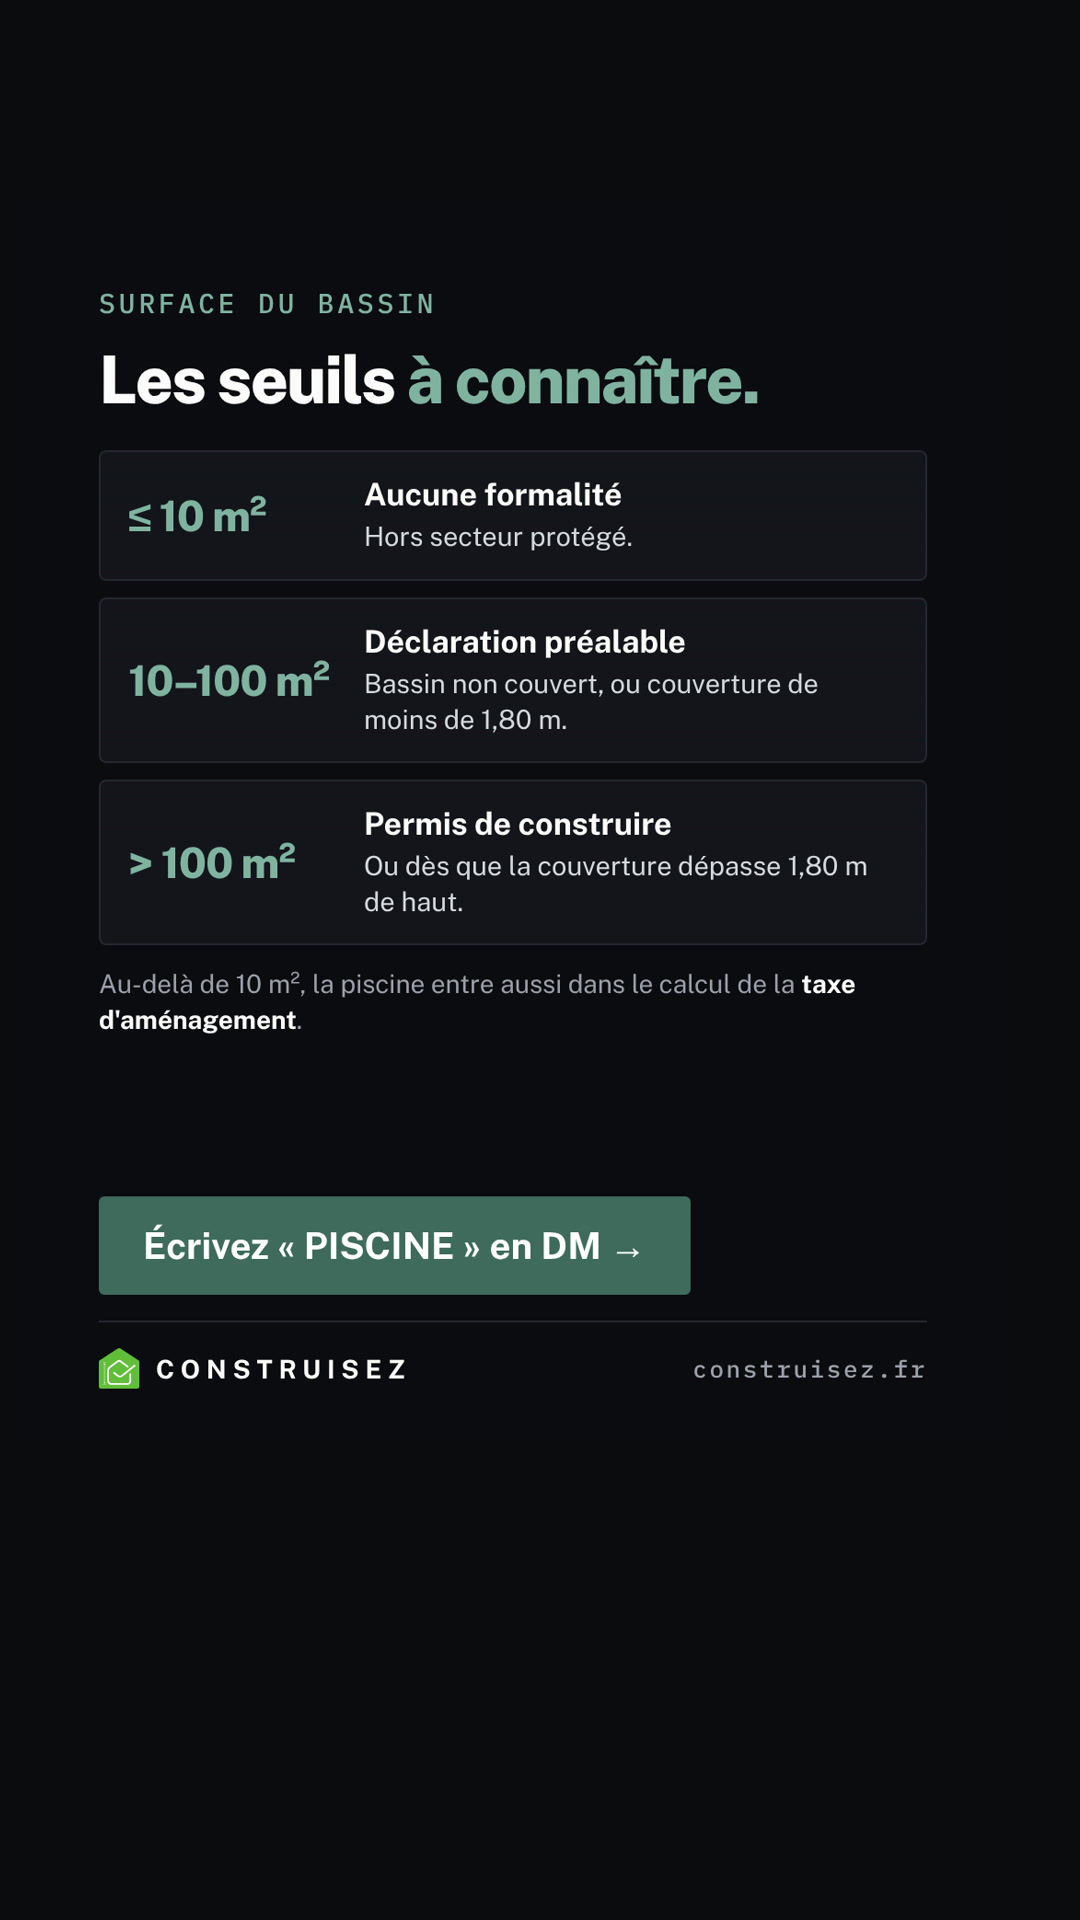 SURFACE DU BASSIN
Les seuils à connaître.
≤ 10 m²
Aucune formalité
Hors secteur protégé.
10–100 m²
Déclaration préalable
Bassin non couvert, ou couverture de
moins de 1,80 m.
> 100 m²
Permis de construire
Ou dès que la couverture dépasse 1,80 m
de haut.
Au-delà de 10 m², la piscine entre aussi dans le calcul de la taxe
d'aménagement.
Écrivez « PISCINE » en DM →
CONSTRUISEZ
construisez.fr